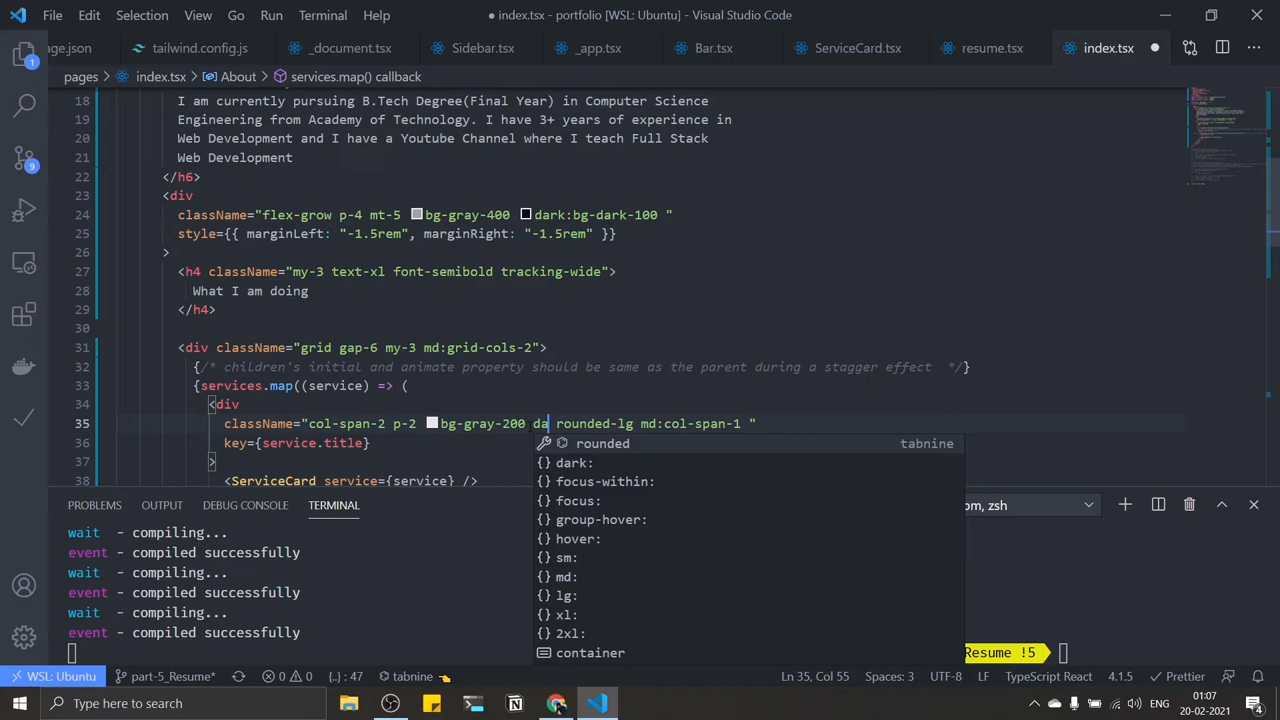 File Edit Selection View Go Run Terminal Help ● index.tsx - portfolio [WSL: Ubuntu] - Visual Studio Code
age.json tailwind.config.js _document.tsx Sidebar.tsx _app.tsx Bar.tsx ServiceCard.tsx resume.tsx index.tsx
pages > index.tsx > About > services.map() callback
18 I am currently pursuing B.Tech Degree(Final Year) in Computer Science
19 Engineering from Academy of Technology. I have 3+ years of experience in
20 Web Development and I have a Youtube Channel where I teach Full Stack
21 Web Development
22 </h6>
23 <div
24 className="flex-grow p-4 mt-5 bg-gray-400 dark:bg-dark-100 "
25 style={{ marginLeft: "-1.5rem", marginRight: "-1.5rem" }}
26 >
27 <h4 className="my-3 text-xl font-semibold tracking-wide">
28 What I am doing
29 </h4>
30
31 <div className="grid gap-6 my-3 md:grid-cols-2">
32 {/* children's initial and animate property should be same as the parent during a stagger effect  */}
33 {services.map((service) => (
34 <div
35 className="col-span-2 p-2 bg-gray-200 da rounded-lg md:col-span-1 "
36 key={service.title}
37 >
38 <ServiceCard service={service} />
rounded tabnine
{} dark:
{} focus-within:
{} focus:
{} group-hover:
{} hover:
{} sm:
{} md:
{} lg:
{} xl:
{} 2xl:
container
PROBLEMS OUTPUT DEBUG CONSOLE TERMINAL om, zsh
wait - compiling...
event - compiled successfully
wait - compiling...
event - compiled successfully
wait - compiling...
event - compiled successfully
Resume !5
WSL: Ubuntu part-5_Resume* 0 0 {..} : 47 tabnine Ln 35, Col 55 Spaces: 3 UTF-8 LF TypeScript React 4.1.5 Prettier
Type here to search 01:07
20-02-2021
1
9
4